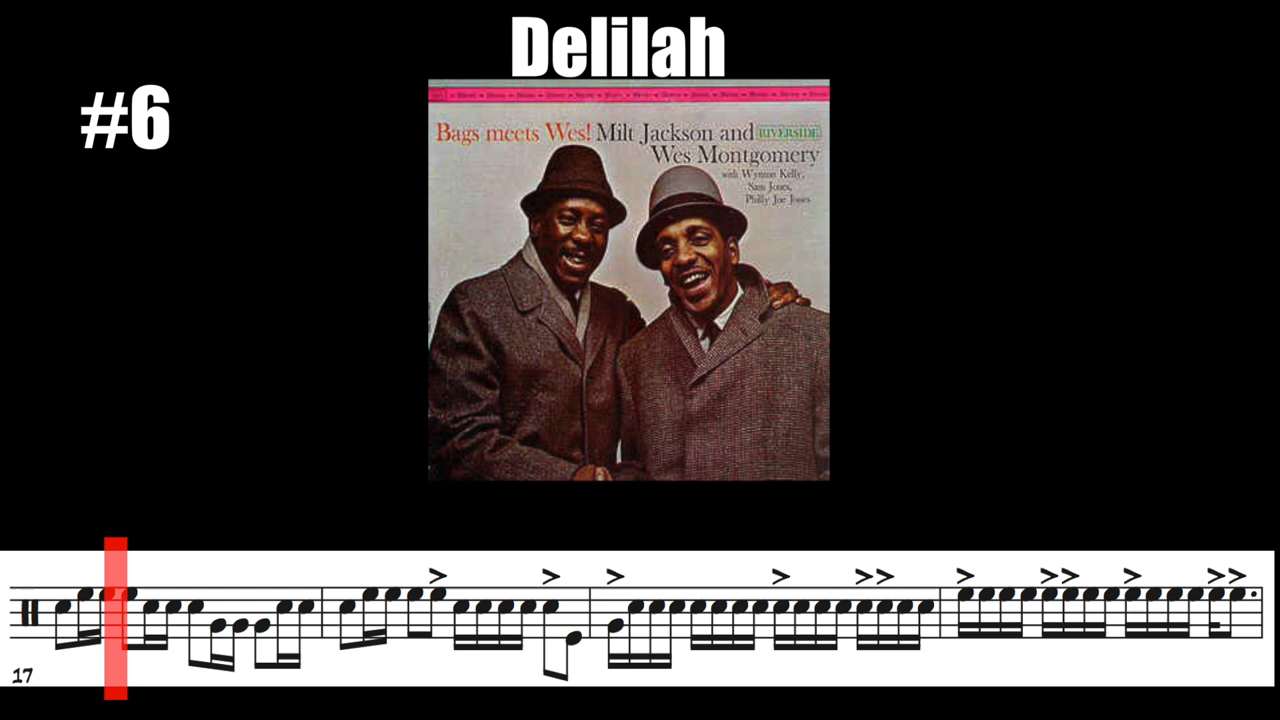 Delilah
#6
Bags meets Wes! Milt Jackson and RIVERSIDE
Wes Montgomery
with Wynton Kelly,
Sam Jones,
Philly Joe Jones
17